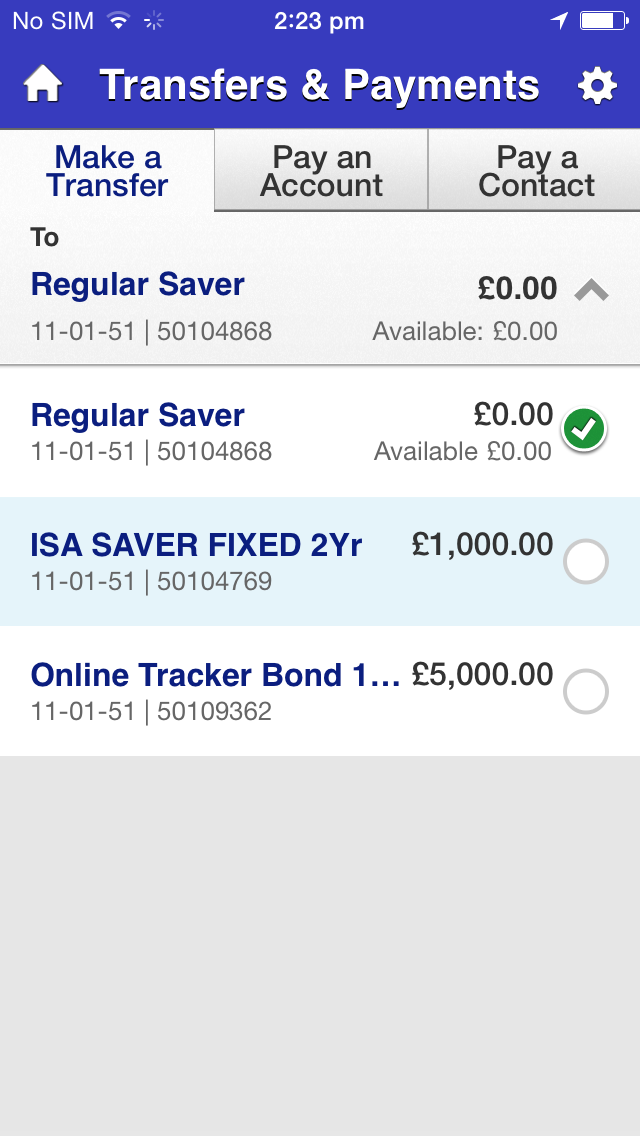 No SIM 2:23 pm
Transfers & Payments
Make a Transfer
Pay an Account
Pay a Contact
To
Regular Saver £0.00
11-01-51 | 50104868 Available: £0.00
Regular Saver £0.00
11-01-51 | 50104868 Available £0.00
ISA SAVER FIXED 2Yr £1,000.00
11-01-51 | 50104769
Online Tracker Bond 1... £5,000.00
11-01-51 | 50109362